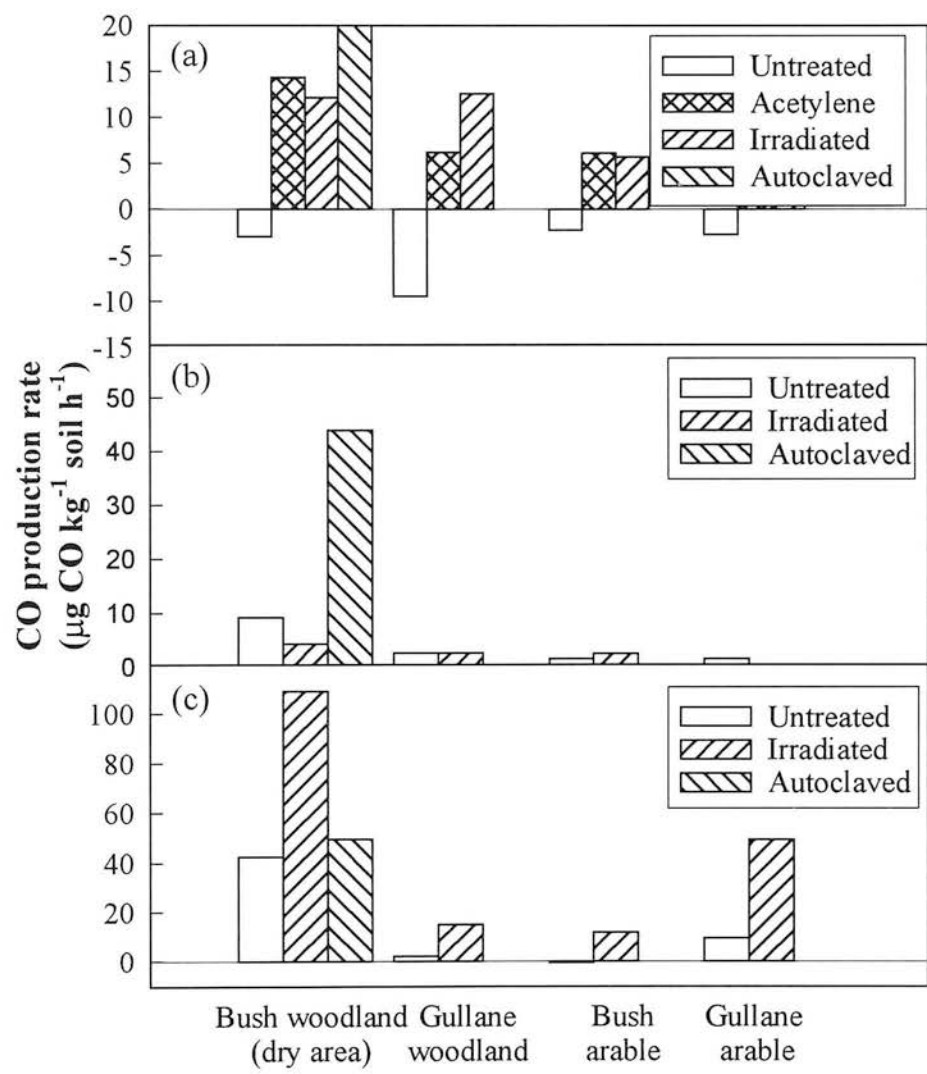 (a)
20
15
10
5
0
-5
-10
-15
Untreated
Acetylene
Irradiated
Autoclaved
CO production rate
(µg CO kg⁻¹ soil h⁻¹)
(b)
50
40
30
20
10
0
Untreated
Irradiated
Autoclaved
(c)
100
80
60
40
20
0
Untreated
Irradiated
Autoclaved
Bush woodland Gullane Bush Gullane
(dry area) woodland arable arable